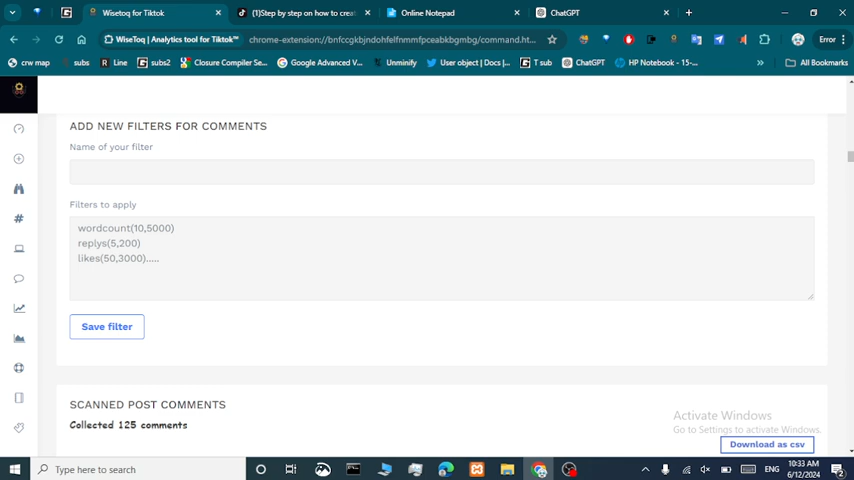 Wisetoq for Tiktok
(1)Step by step on how to creat
Online Notepad
ChatGPT
WiseToq | Analytics tool for Tiktok™
chrome-extension://bnfccgkbjndohfelfnmmfpceabkbgmbg/command.ht...
Error
crw map
subs
Line
subs2
Closure Compiler Se...
Google Advanced V...
Unminify
User object | Docs |...
T sub
ChatGPT
HP Notebook - 15-...
All Bookmarks
ADD NEW FILTERS FOR COMMENTS
Name of your filter
Filters to apply
wordcount(10,5000)
replys(5,200)
likes(50,3000).....
Save filter
SCANNED POST COMMENTS
Collected 125 comments
Activate Windows
Go to Settings to activate Windows.
Download as csv
Type here to search
ENG
10:33 AM
6/12/2024
2